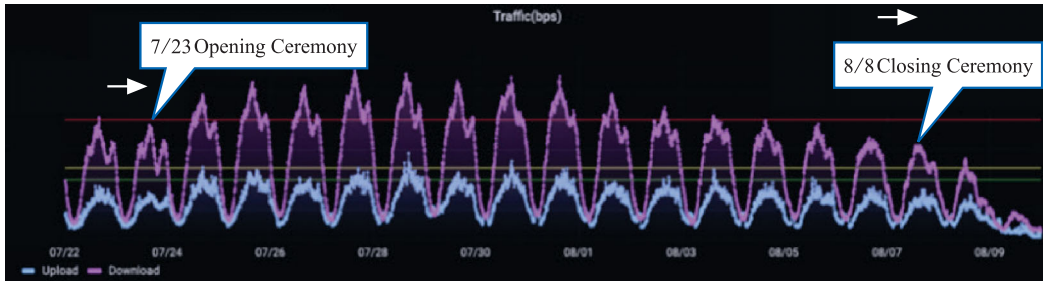 Traffic(bps)
7/23 Opening Ceremony
8/8 Closing Ceremony
07/22 07/24 07/26 07/28 07/30 08/01 08/03 08/05 08/07 08/09
Upload Download